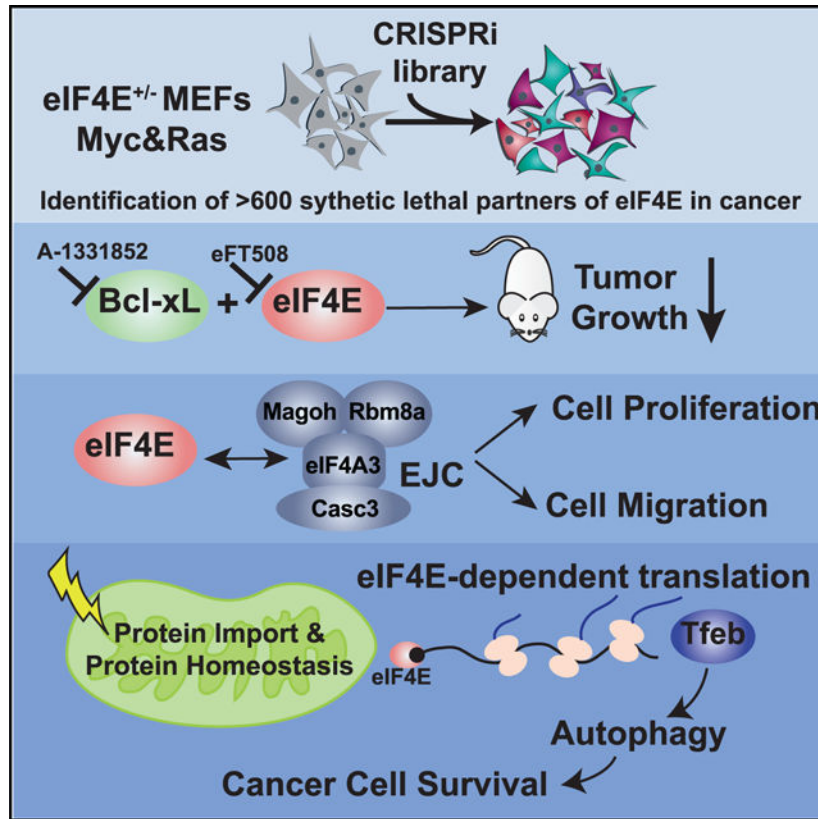 CRISPRi
library
eIF4E+/- MEFs
Myc&Ras
Identification of >600 sythetic lethal partners of eIF4E in cancer
A-1331852
eFT508
Bcl-xL + eIF4E
Tumor
Growth
eIF4E
Magoh Rbm8a
eIF4A3
Casc3
EJC
Cell Proliferation
Cell Migration
eIF4E-dependent translation
Protein Import &
Protein Homeostasis
eIF4E
Tfeb
Autophagy
Cancer Cell Survival